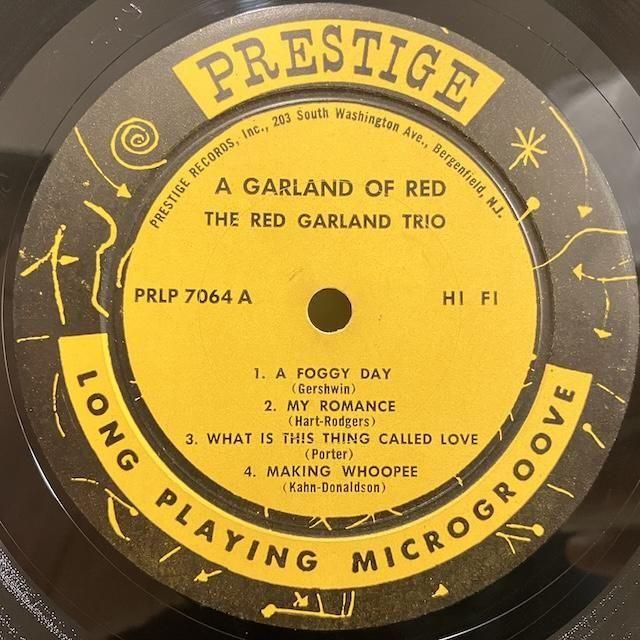 PRESTIGE
PRESTIGE RECORDS, Inc., 203 South Washington Ave., Bergenfield, N.J.
A GARLAND OF RED
THE RED GARLAND TRIO
PRLP 7064 A
HI FI
1. A FOGGY DAY
(Gershwin)
2. MY ROMANCE
(Hart-Rodgers)
3. WHAT IS THIS THING CALLED LOVE
(Porter)
4. MAKING WHOOPEE
(Kahn-Donaldson)
LONG PLAYING MICROGROOVE